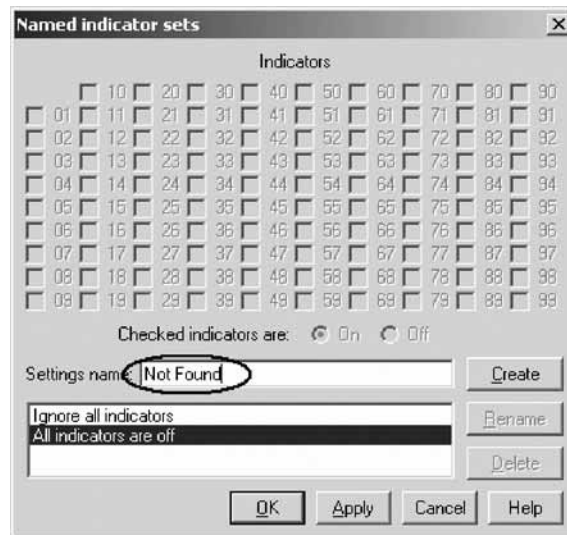 Named indicator sets
Indicators
10 20 30 40 50 60 70 80 90
01 11 21 31 41 51 61 71 81 91
02 12 22 32 42 52 62 72 82 92
03 13 23 33 43 53 63 73 83 93
04 14 24 34 44 54 64 74 84 94
05 15 25 35 45 55 65 75 85 95
06 16 26 36 46 56 66 76 86 96
07 17 27 37 47 57 67 77 87 97
08 18 28 38 48 58 68 78 88 98
09 19 29 39 49 59 69 79 89 99
Checked indicators are: On Off
Settings name: Not Found Create
Ignore all indicators Rename
All indicators are off
Delete
OK Apply Cancel Help